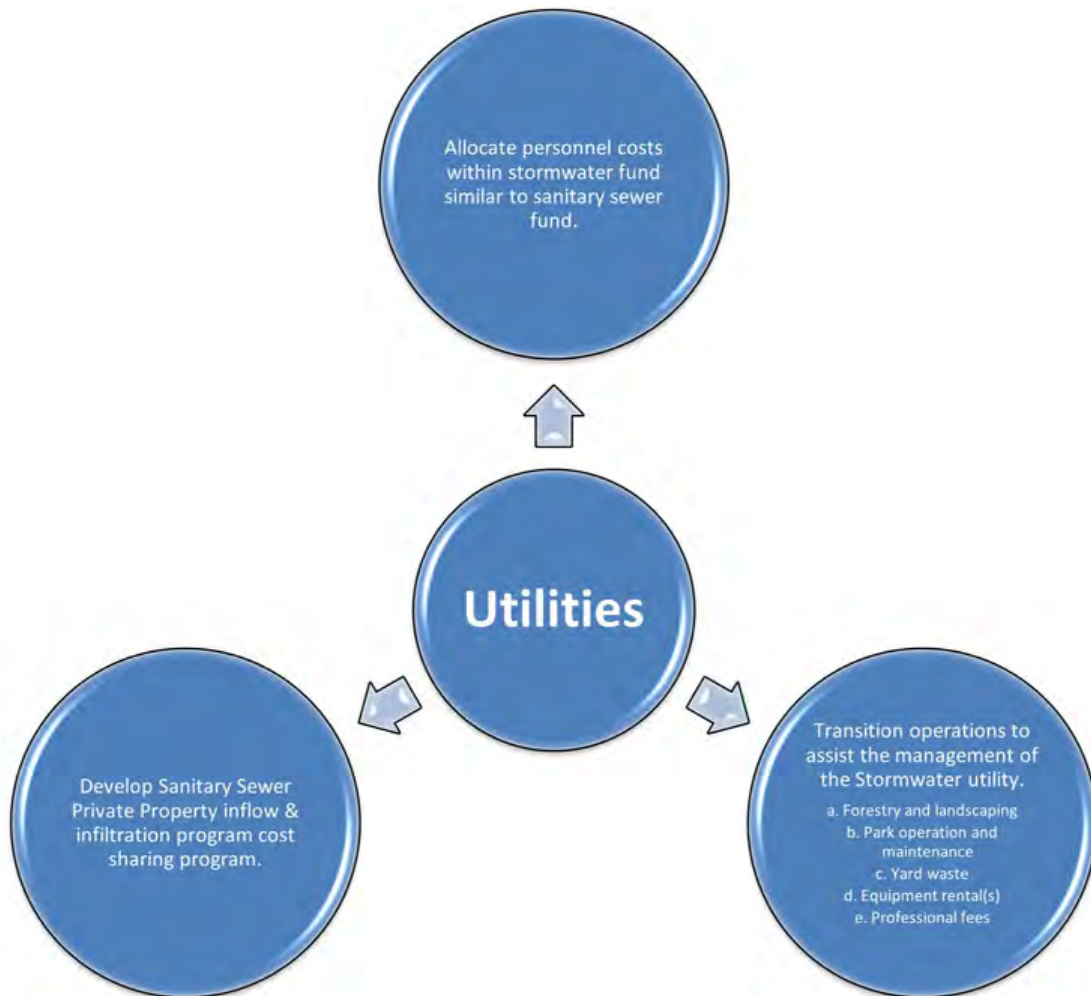 Allocate personnel costs
within stormwater fund
similar to sanitary sewer
fund.
Utilities
Develop Sanitary Sewer
Private Property inflow &
infiltration program cost
sharing program.
Transition operations to
assist the management of
the Stormwater utility.
a. Forestry and landscaping
b. Park operation and
maintenance
c. Yard waste
d. Equipment rental(s)
e. Professional fees